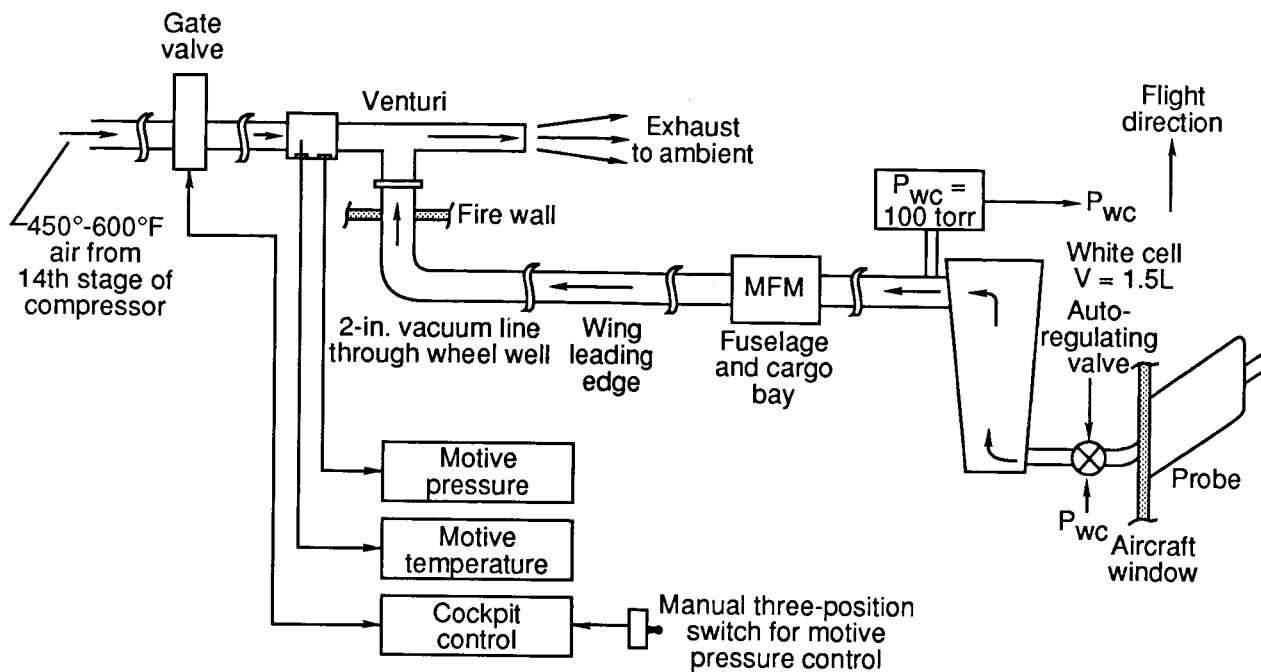 Gate
valve
Venturi
Exhaust
to ambient
Flight
direction
450°-600°F
air from
14th stage of
compressor
Fire wall
P_WC =
100 torr
P_WC
White cell
V = 1.5L
Auto-
regulating
valve
MFM
2-in. vacuum line
through wheel well
Wing
leading
edge
Fuselage
and cargo
bay
Probe
P_WC
Aircraft
window
Motive
pressure
Motive
temperature
Cockpit
control
Manual three-position
switch for motive
pressure control